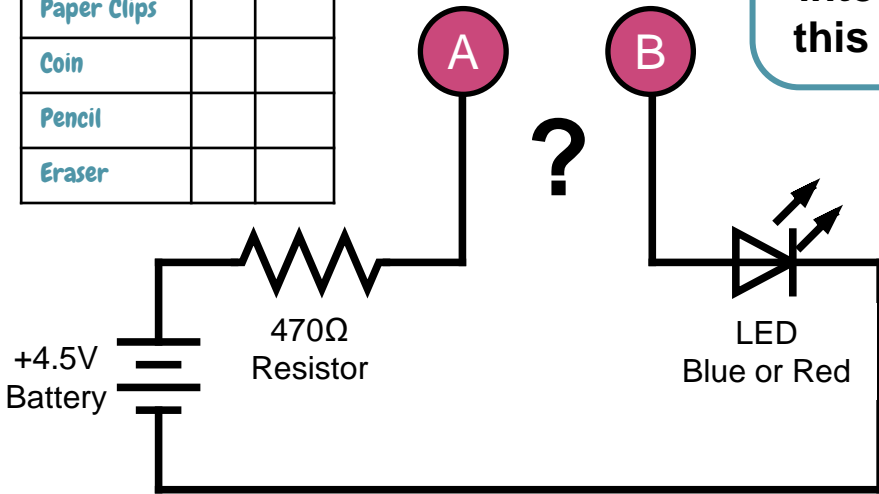 Paper Clips
Coin
Pencil
Eraser
A
B
this
?
+4.5V
Battery
470Ω
Resistor
LED
Blue or Red